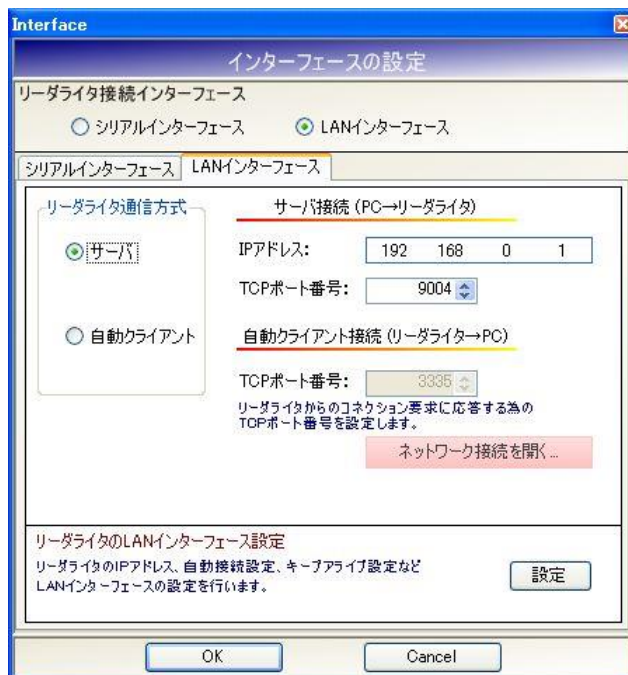 Interface
インターフェースの設定
リーダライタ接続インターフェース
シリアルインターフェース LANインターフェース
シリアルインターフェース LANインターフェース
リーダライタ通信方式
サーバ
自動クライアント
サーバ接続 (PC→リーダライタ)
IPアドレス: 192 168 0 1
TCPポート番号: 9004
自動クライアント接続 (リーダライタ→PC)
TCPポート番号: 3335
リーダライタからのコネクション要求に応答する為の
TCPポート番号を設定します。
ネットワーク接続を開く...
リーダライタのLANインターフェース設定
リーダライタのIPアドレス、自動接続設定、キープアライブ設定など
LANインターフェースの設定を行います。
設定
OK Cancel